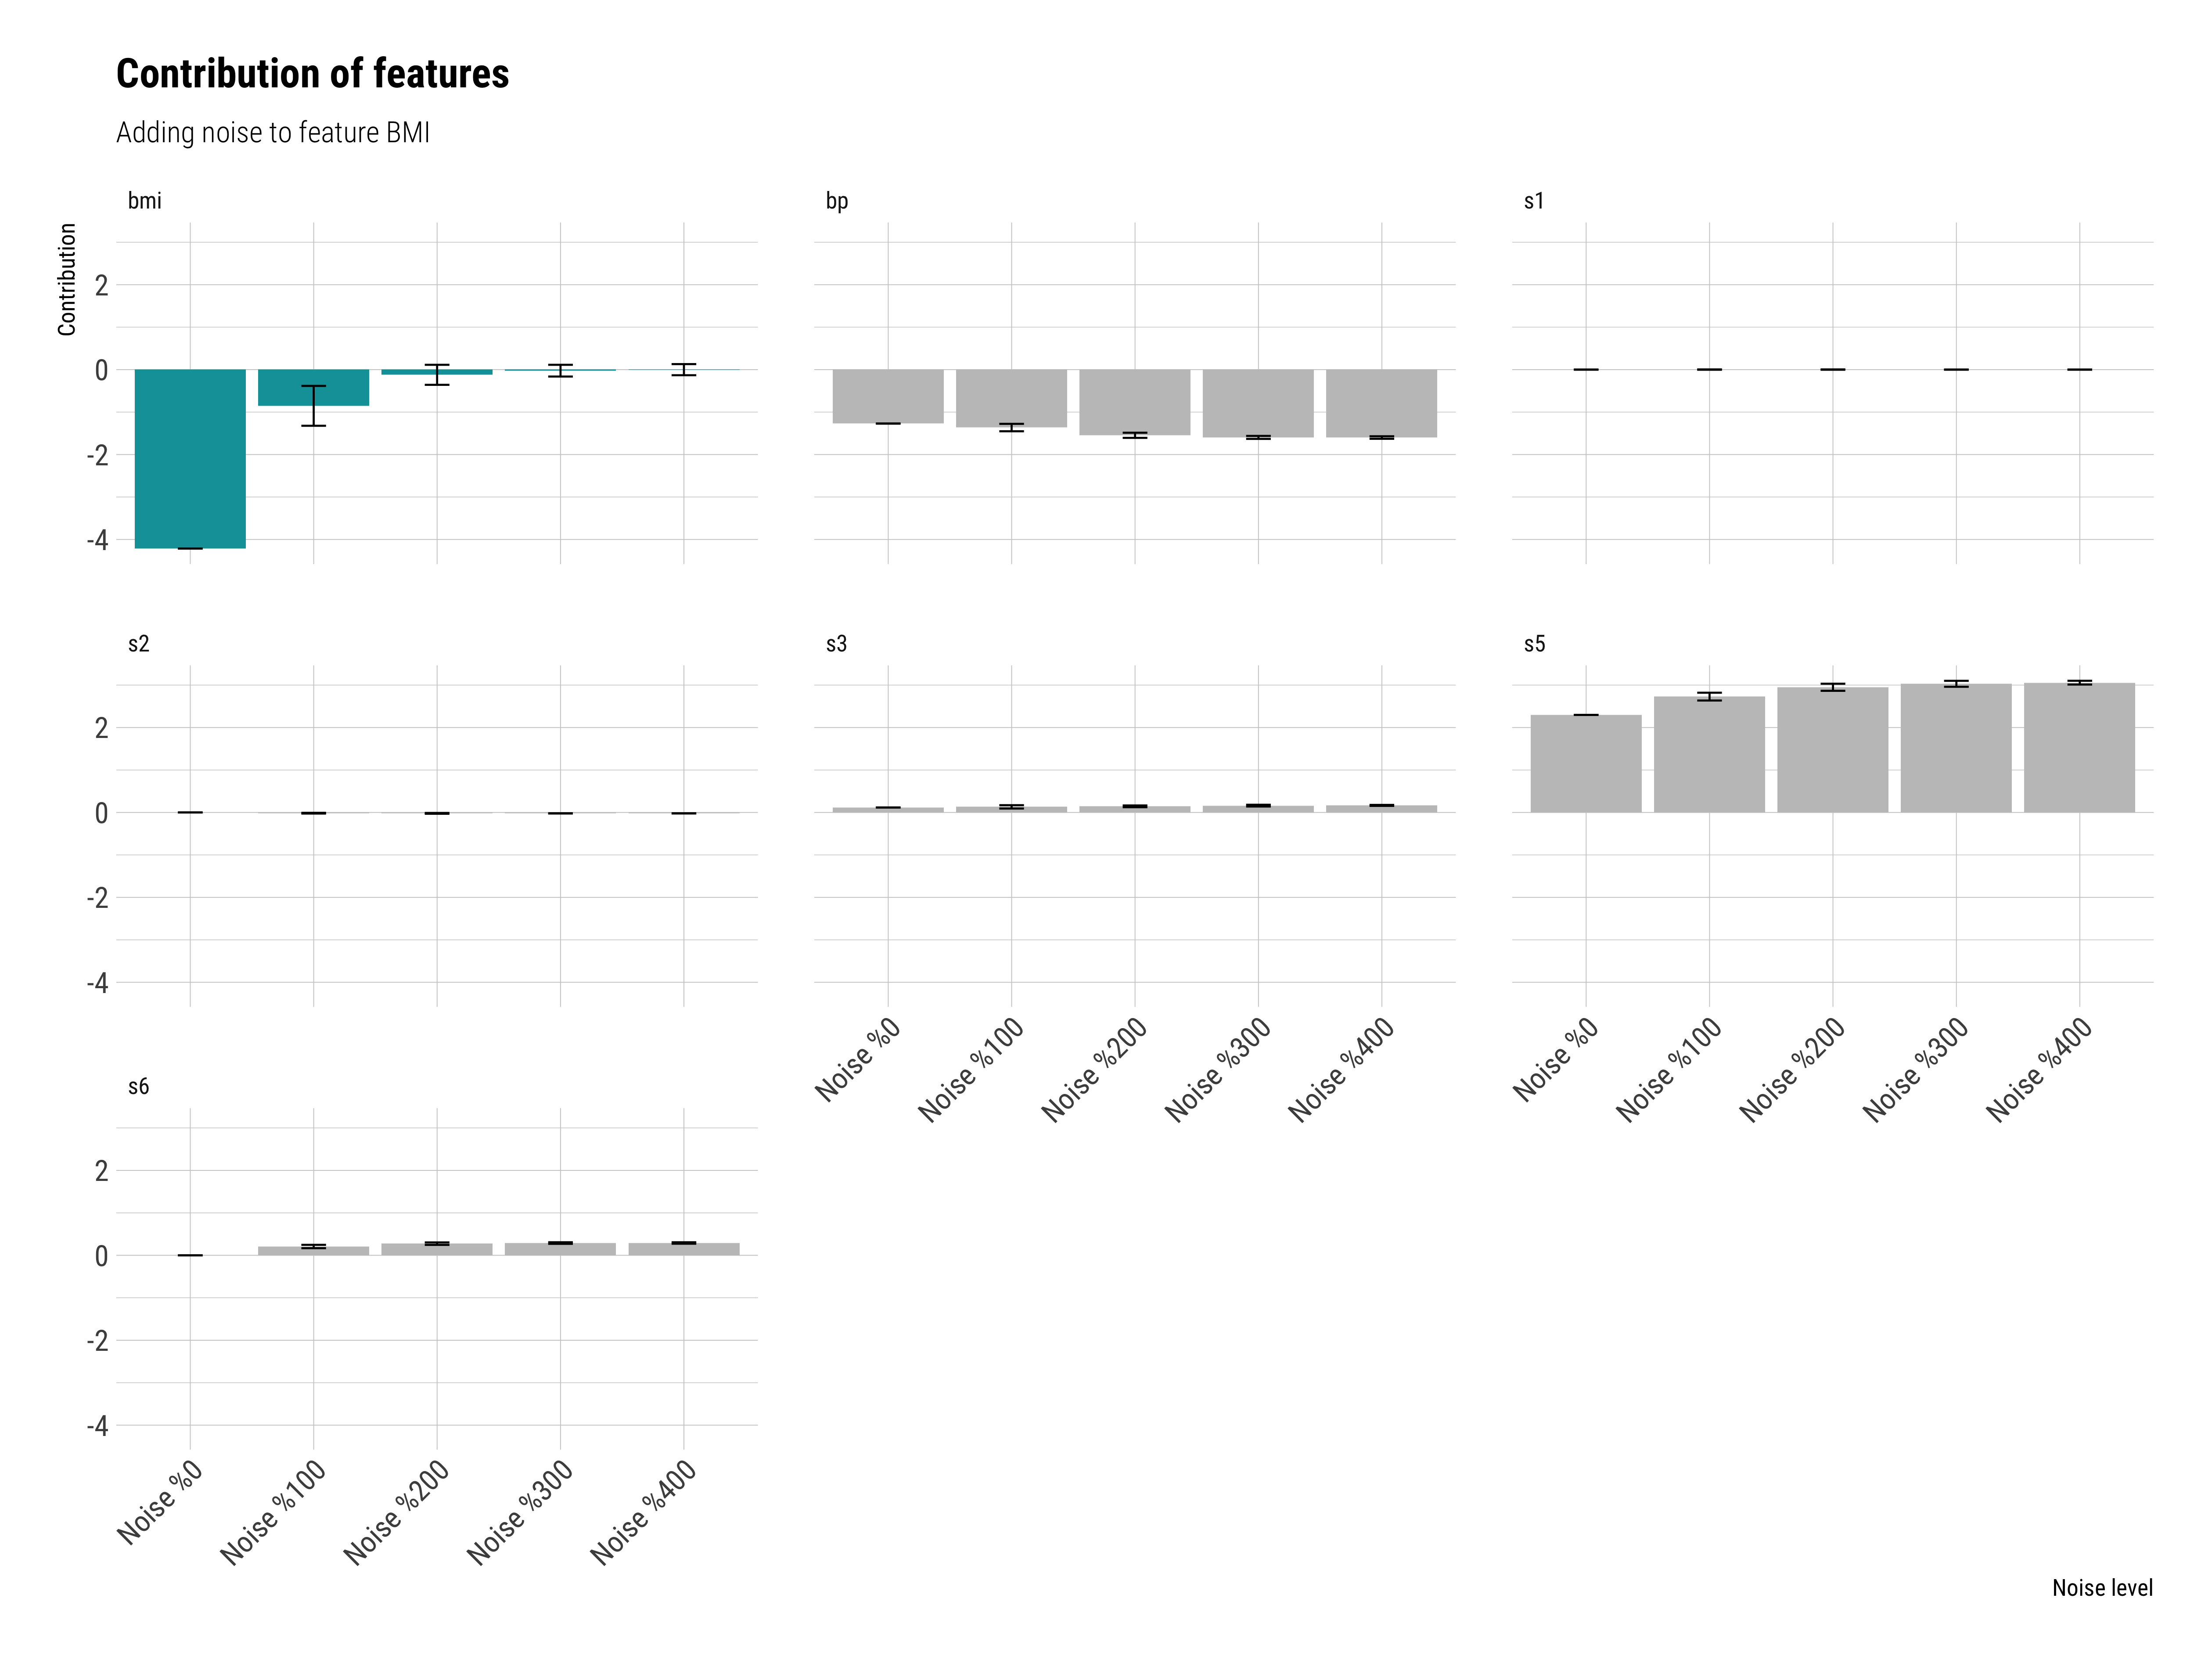 Contribution of features
Adding noise to feature BMI
bmi
bp
s1
Contribution
2
0
-2
-4
s2
s3
s5
2
0
-2
-4
Noise %0
Noise %100
Noise %200
Noise %300
Noise %400
Noise %0
Noise %100
Noise %200
Noise %300
Noise %400
s6
2
0
-2
-4
Noise %0
Noise %100
Noise %200
Noise %300
Noise %400
Noise level